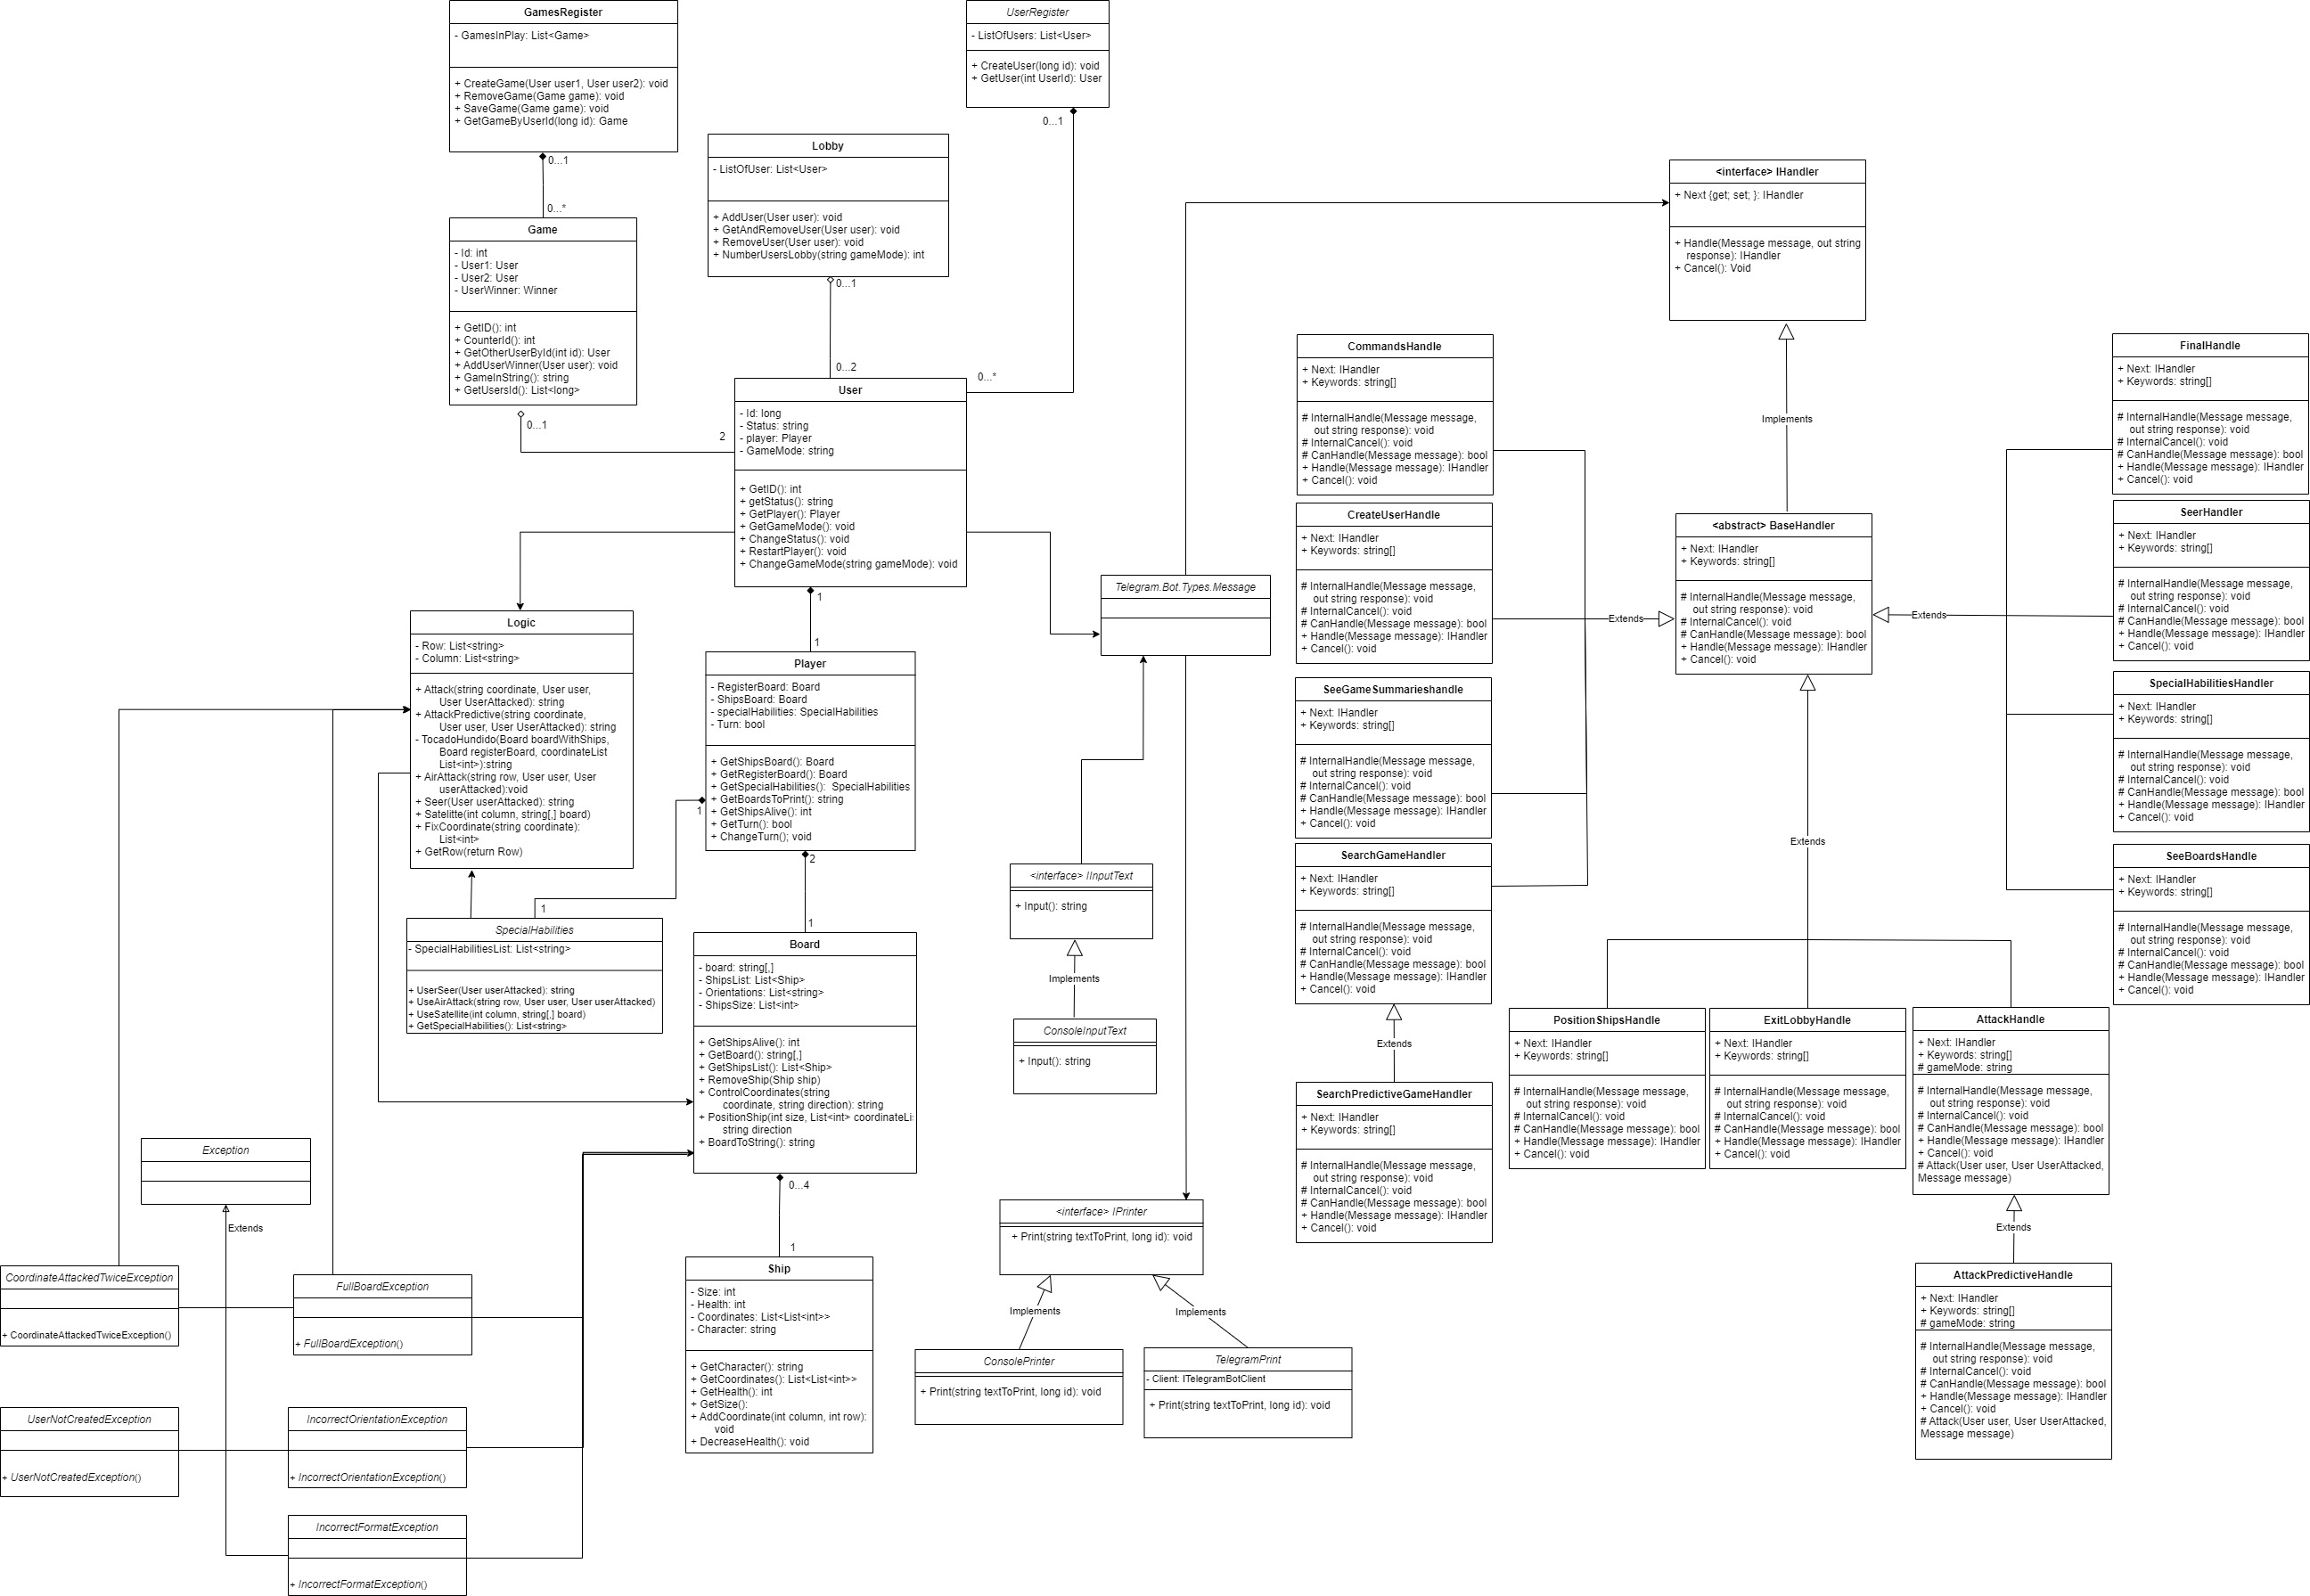 GamesRegister
- GamesInPlay: List<Game>
+ CreateGame(User user1, User user2): void
+ RemoveGame(Game game): void
+ SaveGame(Game game): void
+ GetGameByUserId(long id): Game
0...1
0...*
UserRegister
- ListOfUsers: List<User>
+ CreateUser(long id): void
+ GetUser(int UserId): User
0...1
0...*
Lobby
- ListOfUser: List<User>
+ AddUser(User user): void
+ GetAndRemoveUser(User user): void
+ RemoveUser(User user): void
+ NumberUsersLobby(string gameMode): int
0...1
0...2
Game
- Id: int
- User1: User
- User2: User
- UserWinner: Winner
+ GetID(): int
+ CounterId(): int
+ GetOtherUserById(int id): User
+ AddUserWinner(User user): void
+ GameInString(): string
+ GetUsersId(): List<long>
0...1
2
User
- Id: long
- Status: string
- player: Player
- GameMode: string
+ GetID(): int
+ getStatus(): string
+ GetPlayer(): Player
+ GetGameMode(): void
+ ChangeStatus(): void
+ RestartPlayer(): void
+ ChangeGameMode(string gameMode): void
1
1
Logic
- Row: List<string>
- Column: List<string>
+ Attack(string coordinate, User user,
User UserAttacked): string
+ AttackPredictive(string coordinate,
User user, User UserAttacked): string
- TocadoHundido(Board boardWithShips,
Board registerBoard, coordinateList
List<int>):string
+ AirAttack(string row, User user, User
userAttacked):void
+ Seer(User userAttacked): string
+ Satelitte(int column, string[,] board)
+ FixCoordinate(string coordinate):
List<int>
+ GetRow(return Row)
Player
- RegisterBoard: Board
- ShipsBoard: Board
- specialHabilities: SpecialHabilities
- Turn: bool
+ GetShipsBoard(): Board
+ GetRegisterBoard(): Board
+ GetSpecialHabilities(): SpecialHabilities
+ GetBoardsToPrint(): string
+ GetShipsAlive(): int
+ GetTurn(): bool
+ ChangeTurn(); void
1
1
2
1
SpecialHabilities
- SpecialHabilitiesList: List<string>
+ UserSeer(User userAttacked): string
+ UseAirAttack(string row, User user, User userAttacked)
+ UseSatellite(int column, string[,] board)
+ GetSpecialHabilities(): List<string>
Board
- board: string[,]
- ShipsList: List<Ship>
- Orientations: List<string>
- ShipsSize: List<int>
+ GetShipsAlive(): int
+ GetBoard(): string[,]
+ GetShipsList(): List<Ship>
+ RemoveShip(Ship ship)
+ ControlCoordinates(string
coordinate, string direction): string
+ PositionShip(int size, List<int> coordinateLi
string direction
+ BoardToString(): string
0...4
1
Ship
- Size: int
- Health: int
- Coordinates: List<List<int>>
- Character: string
+ GetCharacter(): string
+ GetCoordinates(): List<List<int>>
+ GetHealth(): int
+ GetSize():
+ AddCoordinate(int column, int row):
void
+ DecreaseHealth(): void
Exception
Extends
CoordinateAttackedTwiceException
+ CoordinateAttackedTwiceException()
FullBoardException
+ FullBoardException()
UserNotCreatedException
+ UserNotCreatedException()
IncorrectOrientationException
+ IncorrectOrientationException()
IncorrectFormatException
+ IncorrectFormatException()
Telegram.Bot.Types.Message
<interface> IInputText
+ Input(): string
Implements
ConsoleInputText
+ Input(): string
<interface> IPrinter
+ Print(string textToPrint, long id): void
Implements
Implements
ConsolePrinter
+ Print(string textToPrint, long id): void
TelegramPrint
- Client: ITelegramBotClient
+ Print(string textToPrint, long id): void
<interface> IHandler
+ Next {get; set; }: IHandler
+ Handle(Message message, out string
response): IHandler
+ Cancel(): Void
Implements
<abstract> BaseHandler
+ Next: IHandler
+ Keywords: string[]
# InternalHandle(Message message,
out string response): void
# InternalCancel(): void
# CanHandle(Message message): bool
+ Handle(Message message): IHandler
+ Cancel(): void
Extends
Extends
Extends
CommandsHandle
+ Next: IHandler
+ Keywords: string[]
# InternalHandle(Message message,
out string response): void
# InternalCancel(): void
# CanHandle(Message message): bool
+ Handle(Message message): IHandler
+ Cancel(): void
CreateUserHandle
+ Next: IHandler
+ Keywords: string[]
# InternalHandle(Message message,
out string response): void
# InternalCancel(): void
# CanHandle(Message message): bool
+ Handle(Message message): IHandler
+ Cancel(): void
SeeGameSummarieshandle
+ Next: IHandler
+ Keywords: string[]
# InternalHandle(Message message,
out string response): void
# InternalCancel(): void
# CanHandle(Message message): bool
+ Handle(Message message): IHandler
+ Cancel(): void
SearchGameHandler
+ Next: IHandler
+ Keywords: string[]
# InternalHandle(Message message,
out string response): void
# InternalCancel(): void
# CanHandle(Message message): bool
+ Handle(Message message): IHandler
+ Cancel(): void
Extends
SearchPredictiveGameHandler
+ Next: IHandler
+ Keywords: string[]
# InternalHandle(Message message,
out string response): void
# InternalCancel(): void
# CanHandle(Message message): bool
+ Handle(Message message): IHandler
+ Cancel(): void
FinalHandle
+ Next: IHandler
+ Keywords: string[]
# InternalHandle(Message message,
out string response): void
# InternalCancel(): void
# CanHandle(Message message): bool
+ Handle(Message message): IHandler
+ Cancel(): void
SeerHandler
+ Next: IHandler
+ Keywords: string[]
# InternalHandle(Message message,
out string response): void
# InternalCancel(): void
# CanHandle(Message message): bool
+ Handle(Message message): IHandler
+ Cancel(): void
SpecialHabilitiesHandler
+ Next: IHandler
+ Keywords: string[]
# InternalHandle(Message message,
out string response): void
# InternalCancel(): void
# CanHandle(Message message): bool
+ Handle(Message message): IHandler
+ Cancel(): void
SeeBoardsHandle
+ Next: IHandler
+ Keywords: string[]
# InternalHandle(Message message,
out string response): void
# InternalCancel(): void
# CanHandle(Message message): bool
+ Handle(Message message): IHandler
+ Cancel(): void
PositionShipsHandle
+ Next: IHandler
+ Keywords: string[]
# InternalHandle(Message message,
out string response): void
# InternalCancel(): void
# CanHandle(Message message): bool
+ Handle(Message message): IHandler
+ Cancel(): void
ExitLobbyHandle
+ Next: IHandler
+ Keywords: string[]
# InternalHandle(Message message,
out string response): void
# InternalCancel(): void
# CanHandle(Message message): bool
+ Handle(Message message): IHandler
+ Cancel(): void
AttackHandle
+ Next: IHandler
+ Keywords: string[]
# gameMode: string
# InternalHandle(Message message,
out string response): void
# InternalCancel(): void
# CanHandle(Message message): bool
+ Handle(Message message): IHandler
+ Cancel(): void
# Attack(User user, User UserAttacked,
Message message)
Extends
AttackPredictiveHandle
+ Next: IHandler
+ Keywords: string[]
# gameMode: string
# InternalHandle(Message message,
out string response): void
# InternalCancel(): void
# CanHandle(Message message): bool
+ Handle(Message message): IHandler
+ Cancel(): void
# Attack(User user, User UserAttacked,
Message message)